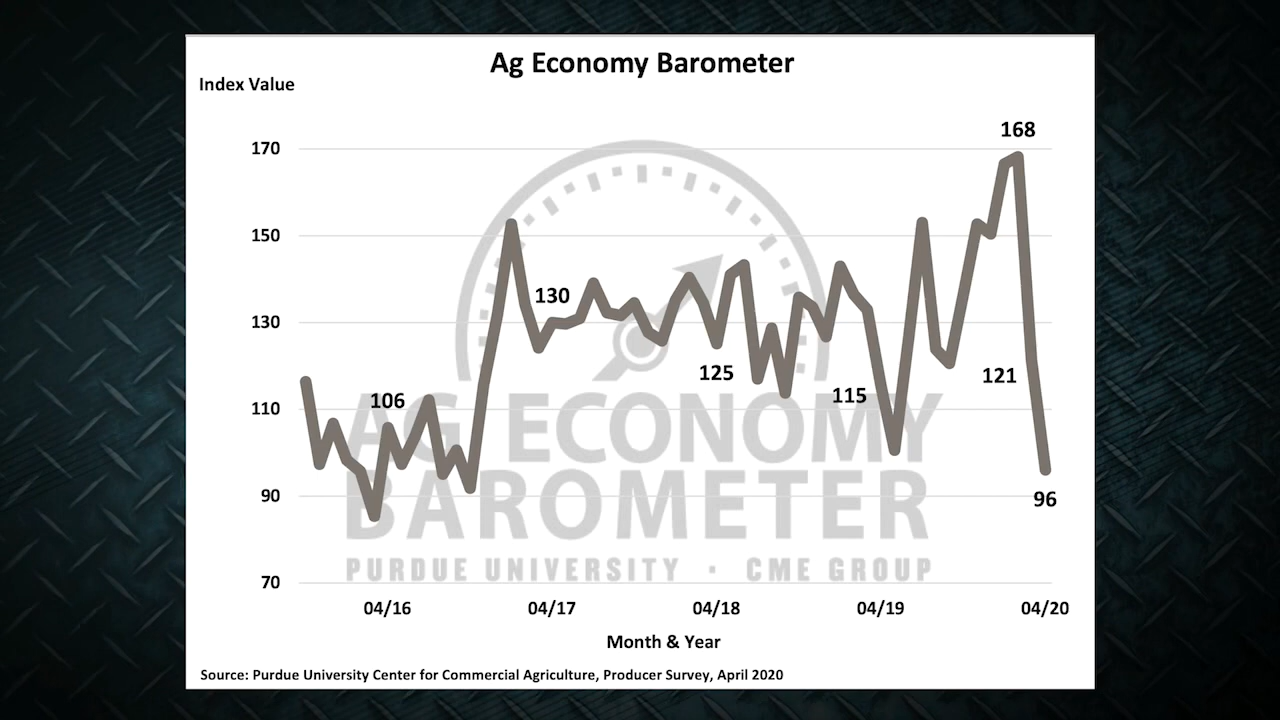 Ag Economy Barometer
Index Value
168
170
150
130
130
125
121
115
106
110
AG ECONOMY
BAROMETER
90
96
PURDUE UNIVERSITY · CME GROUP
70
04/16 04/17 04/18 04/19 04/20
Month & Year
Source: Purdue University Center for Commercial Agriculture, Producer Survey, April 2020